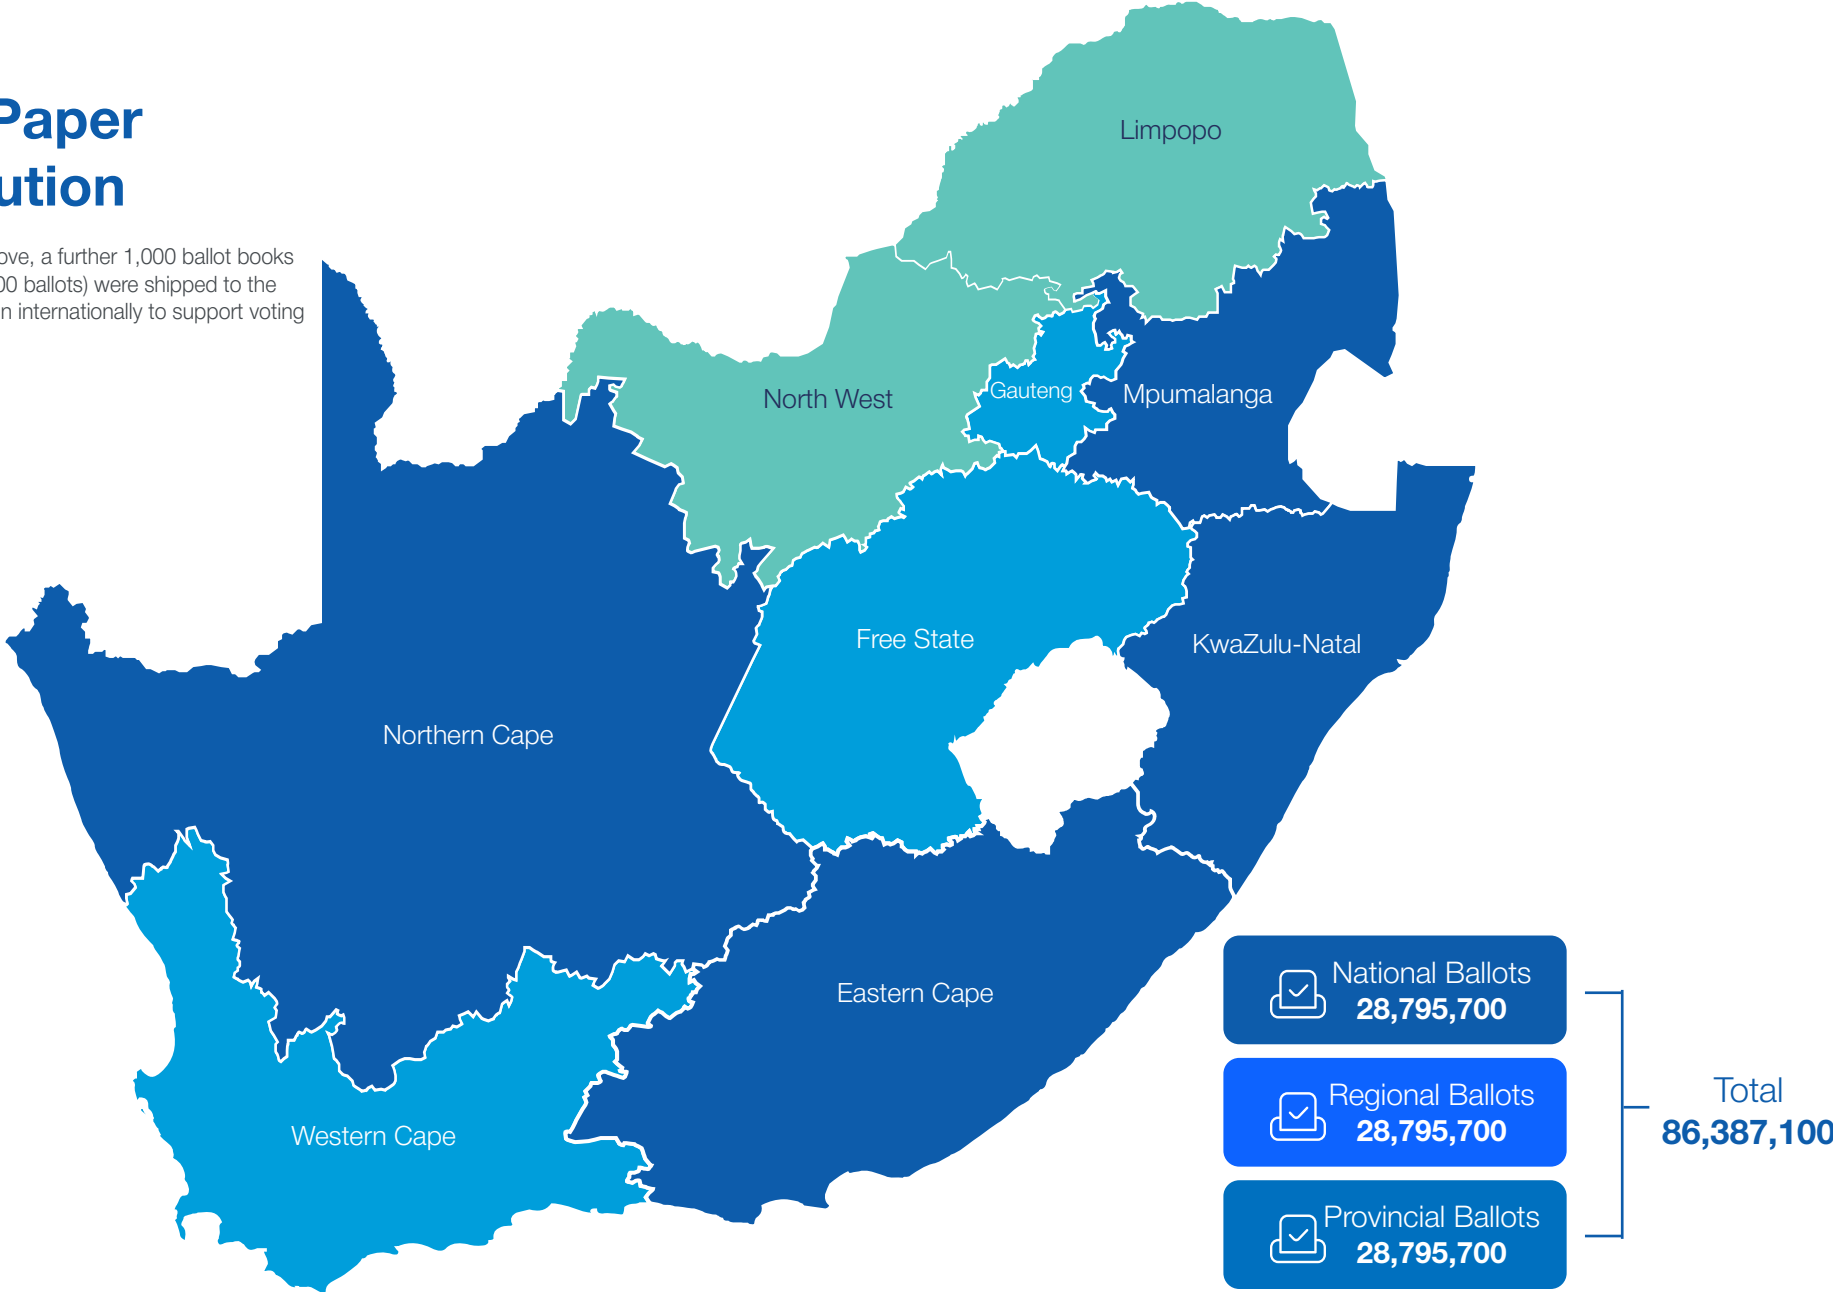 Paper
ution
ove, a further 1,000 ballot books
00 ballots) were shipped to the
n internationally to support voting
Limpopo
North West
Gauteng
Mpumalanga
Free State
KwaZulu-Natal
Northern Cape
Eastern Cape
Western Cape
National Ballots
28,795,700
Regional Ballots
28,795,700
Provincial Ballots
28,795,700
Total
86,387,100